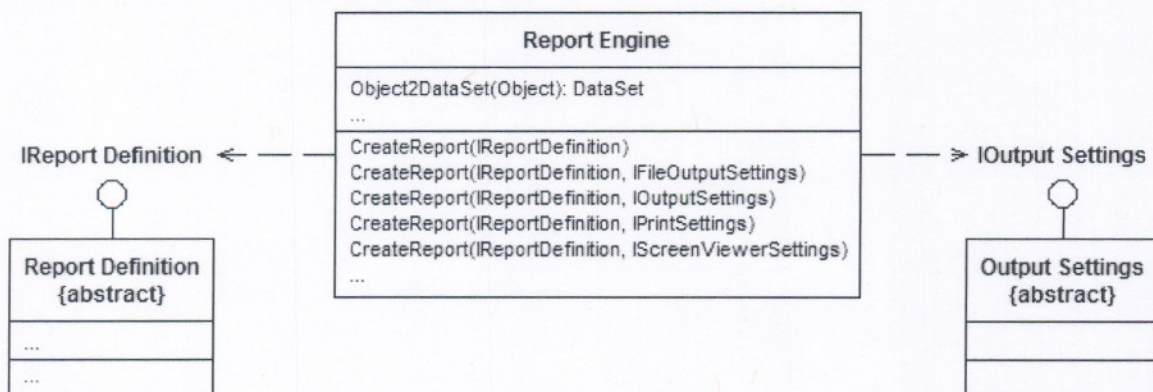 Report Engine
Object2DataSet(Object): DataSet
...
CreateReport(IReportDefinition)
CreateReport(IReportDefinition, IFileOutputSettings)
CreateReport(IReportDefinition, IOutputSettings)
CreateReport(IReportDefinition, IPrintSettings)
CreateReport(IReportDefinition, IScreenViewerSettings)
...
IReport Definition
Report Definition
{abstract}
...
...
IOutput Settings
Output Settings
{abstract}